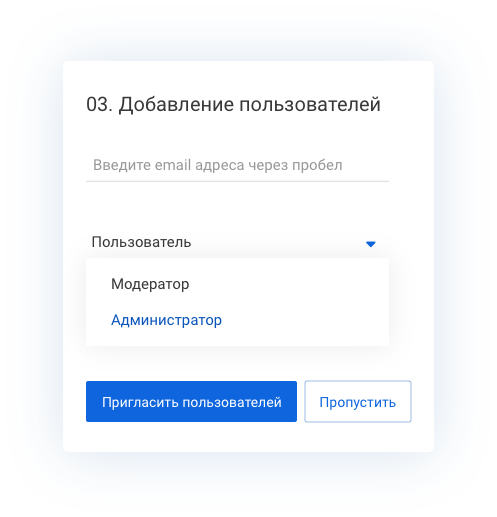 03. Добавление пользователей
Введите email адреса через пробел
Пользователь
Модератор
Администратор
Пригласить пользователей
Пропустить